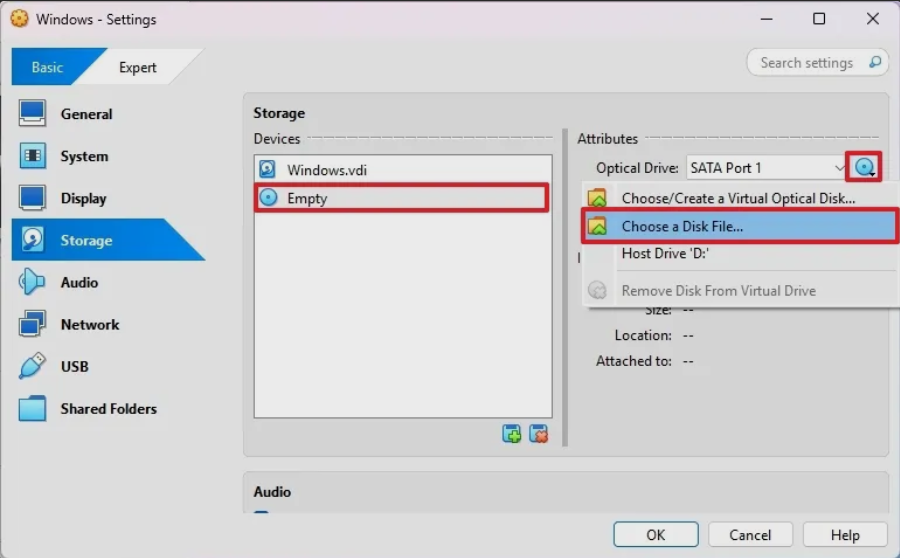 Windows - Settings
Basic
Expert
Search settings
General
System
Display
Storage
Audio
Network
USB
Shared Folders
Storage
Devices
Windows.vdi
Empty
Attributes
Optical Drive: SATA Port 1
Choose/Create a Virtual Optical Disk...
Choose a Disk File...
Host Drive 'D:'
Remove Disk From Virtual Drive
Size: --
Location: --
Attached to: --
Audio
OK
Cancel
Help